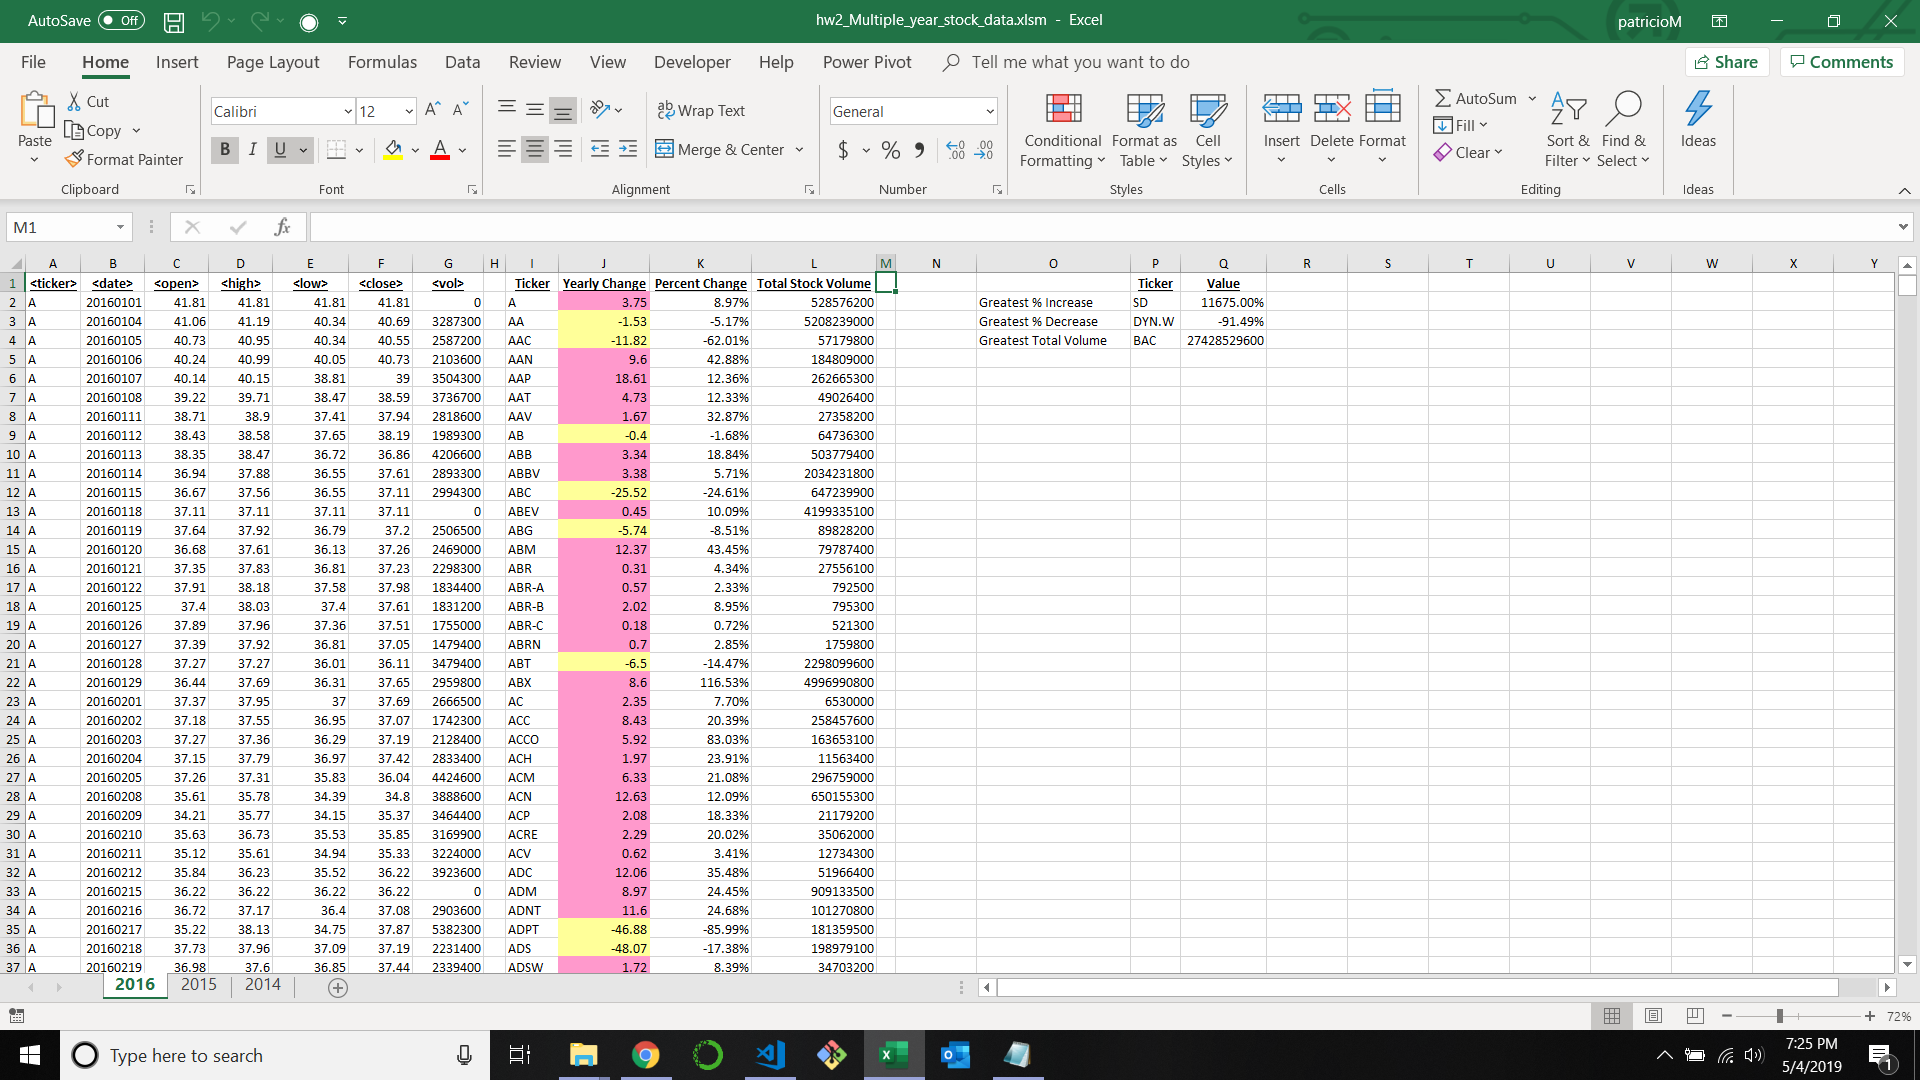 AutoSave Off hw2_Multiple_year_stock_data.xlsm - Excel patricioM
File Home Insert Page Layout Formulas Data Review View Developer Help Power Pivot Tell me what you want to do Share Comments
Paste Cut Copy Format Painter Clipboard
Calibri 12 B I U A Font
ab Wrap Text Merge & Center Alignment
General $ % Number
Conditional Formatting Format as Table Cell Styles Styles
Insert Delete Format Cells
AutoSum Fill Clear Sort & Filter Find & Select Editing
Ideas Ideas
M1 fx
A B C D E F G H I J K L M N O P Q R S T U V W X Y
1 <ticker> <date> <open> <high> <low> <close> <vol> Ticker Yearly Change Percent Change Total Stock Volume Ticker Value
2 A 20160101 41.81 41.81 41.81 41.81 0 A 3.75 8.97% 528576200 Greatest % Increase SD 11675.00%
3 A 20160104 41.06 41.19 40.34 40.69 3287300 AA -1.53 -5.17% 5208239000 Greatest % Decrease DYN.W -91.49%
4 A 20160105 40.73 40.95 40.34 40.55 2587200 AAC -11.82 -62.01% 57179800 Greatest Total Volume BAC 27428529600
5 A 20160106 40.24 40.99 40.05 40.73 2103600 AAN 9.6 42.88% 184809000
6 A 20160107 40.14 40.15 38.81 39 3504300 AAP 18.61 12.36% 262665300
7 A 20160108 39.22 39.71 38.47 38.59 3736700 AAT 4.73 12.33% 49026400
8 A 20160111 38.71 38.9 37.41 37.94 2818600 AAV 1.67 32.87% 27358200
9 A 20160112 38.43 38.58 37.65 38.19 1989300 AB -0.4 -1.68% 64736300
10 A 20160113 38.35 38.47 36.72 36.86 4206600 ABB 3.34 18.84% 503779400
11 A 20160114 36.94 37.88 36.55 37.61 2893300 ABBV 3.38 5.71% 2034231800
12 A 20160115 36.67 37.56 36.55 37.11 2994300 ABC -25.52 -24.61% 647239900
13 A 20160118 37.11 37.11 37.11 37.11 0 ABEV 0.45 10.09% 4199335100
14 A 20160119 37.64 37.92 36.79 37.2 2506500 ABG -5.74 -8.51% 89828200
15 A 20160120 36.68 37.61 36.13 37.26 2469000 ABM 12.37 43.45% 79787400
16 A 20160121 37.35 37.83 36.81 37.23 2298300 ABR 0.31 4.34% 27556100
17 A 20160122 37.91 38.18 37.58 37.98 1834400 ABR-A 0.57 2.33% 792500
18 A 20160125 37.4 38.03 37.4 37.61 1831200 ABR-B 2.02 8.95% 795300
19 A 20160126 37.89 37.96 37.36 37.51 1755000 ABR-C 0.18 0.72% 521300
20 A 20160127 37.39 37.92 36.81 37.05 1479400 ABRN 0.7 2.85% 1759800
21 A 20160128 37.27 37.27 36.01 36.11 3479400 ABT -6.5 -14.47% 2298099600
22 A 20160129 36.44 37.69 36.31 37.65 2959800 ABX 8.6 116.53% 4996990800
23 A 20160201 37.37 37.95 37 37.69 2666500 AC 2.35 7.70% 6530000
24 A 20160202 37.18 37.55 36.95 37.07 1742300 ACC 8.43 20.39% 258457600
25 A 20160203 37.27 37.36 36.29 37.19 2128400 ACCO 5.92 83.03% 163653100
26 A 20160204 37.15 37.79 36.97 37.42 2833400 ACH 1.97 23.91% 11563400
27 A 20160205 37.26 37.31 35.83 36.04 4424600 ACM 6.33 21.08% 296759000
28 A 20160208 35.61 35.78 34.39 34.8 3888600 ACN 12.63 12.09% 650155300
29 A 20160209 34.21 35.77 34.15 35.37 3464400 ACP 2.08 18.33% 21179200
30 A 20160210 35.63 36.73 35.53 35.85 3169900 ACRE 2.29 20.02% 35062000
31 A 20160211 35.12 35.61 34.94 35.33 3224000 ACV 0.62 3.41% 12734300
32 A 20160212 35.84 36.23 35.52 36.22 3923600 ADC 12.06 35.48% 51966400
33 A 20160215 36.22 36.22 36.22 36.22 0 ADM 8.97 24.45% 909133500
34 A 20160216 36.72 37.17 36.4 37.08 2903600 ADNT 11.6 24.68% 101270800
35 A 20160217 35.22 38.13 34.75 37.87 5382300 ADPT -46.88 -85.99% 181359500
36 A 20160218 37.73 37.96 37.09 37.19 2231400 ADS -48.07 -17.38% 198979100
37 A 20160219 36.98 37.6 36.85 37.44 2339400 ADSW 1.72 8.39% 34703200
2016 2015 2014
72%
Type here to search
7:25 PM
5/4/2019
1